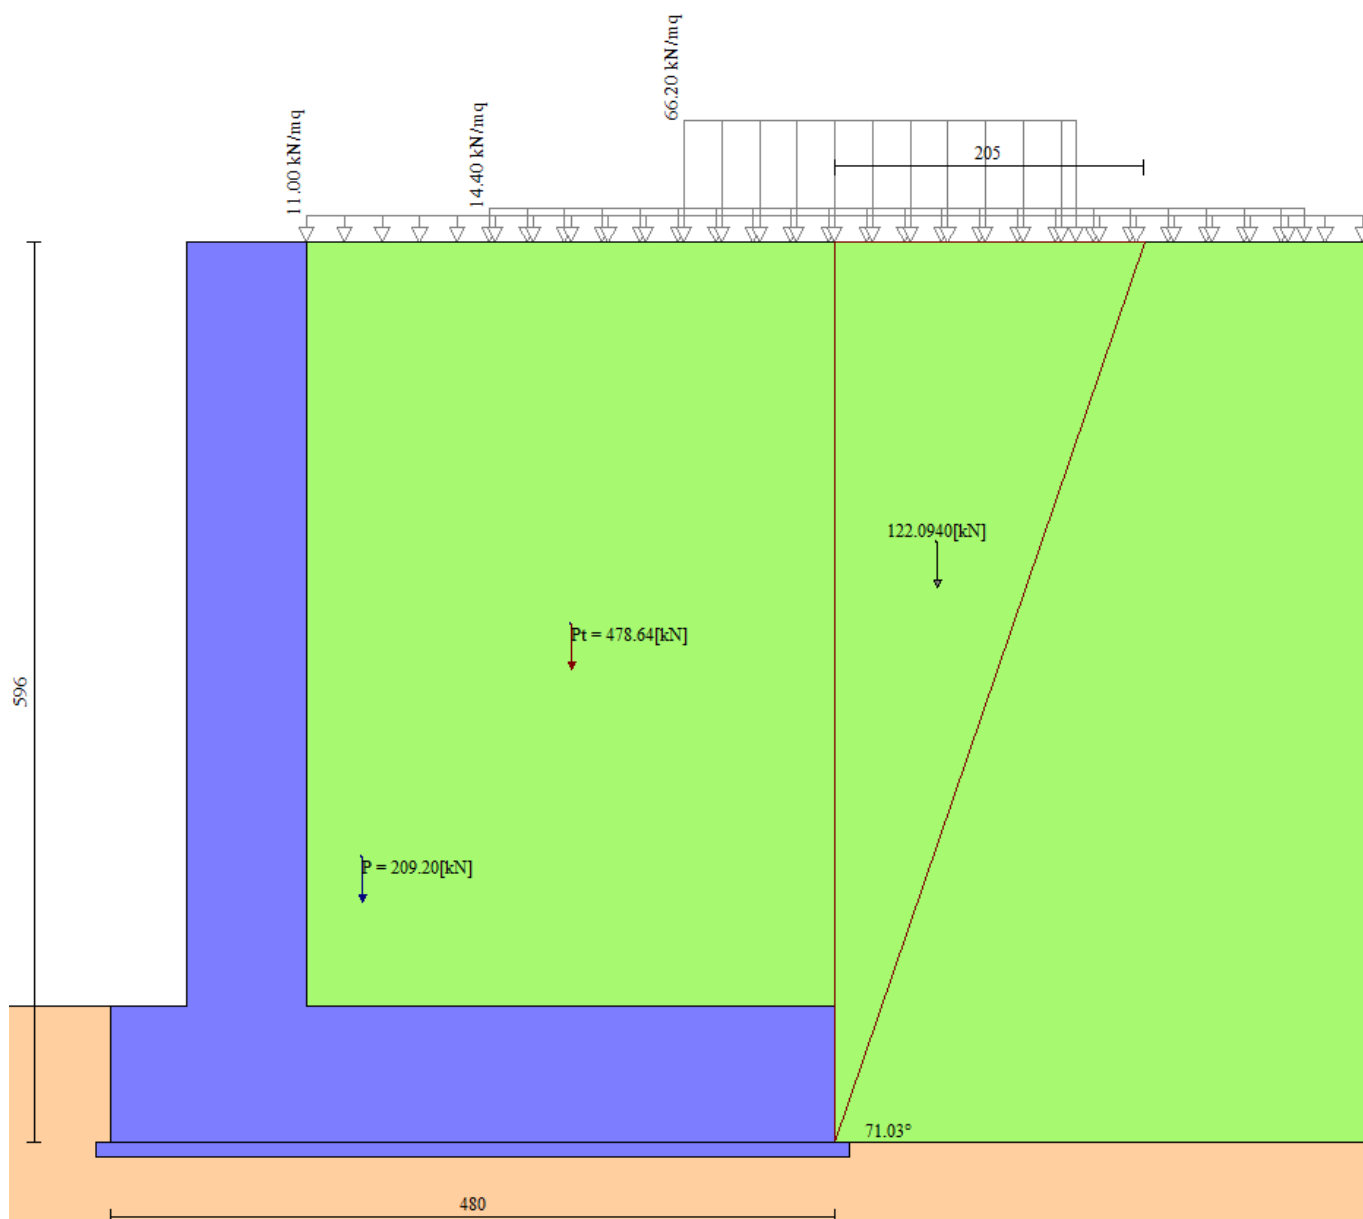 66.20 kN/mq
14.40 kN/mq
11.00 kN/mq
205
122.0940[kN]
Pt = 478.64[kN]
596
P = 209.20[kN]
71.03°
480